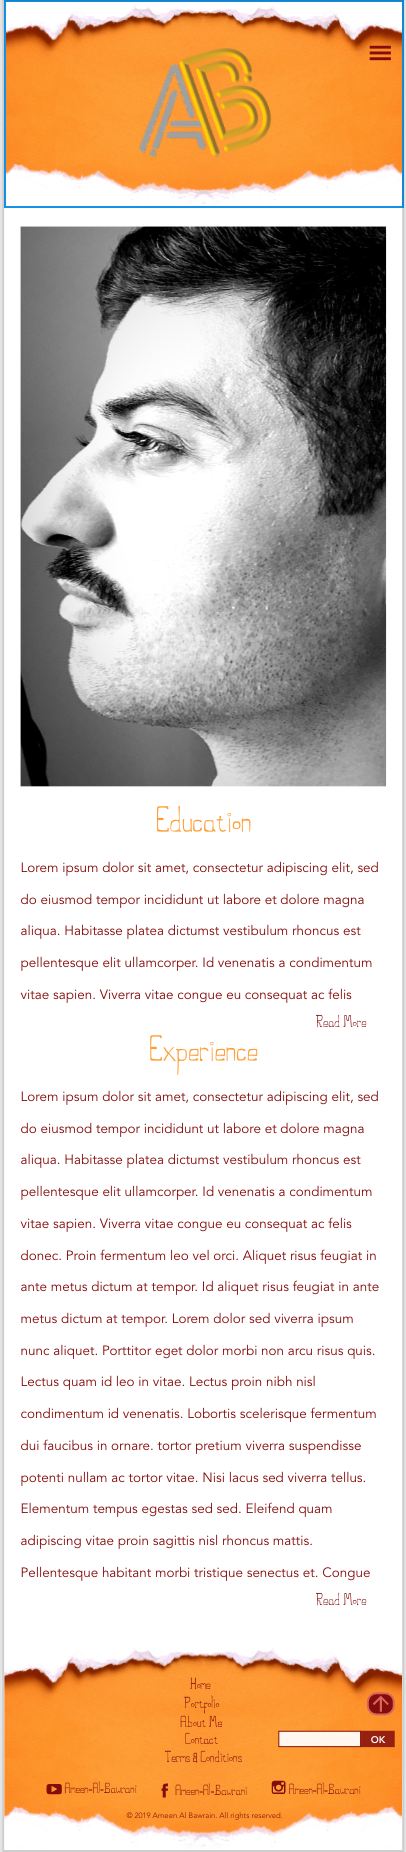 AB
Education
Lorem ipsum dolor sit amet, consectetur adipiscing elit, sed
do eiusmod tempor incididunt ut labore et dolore magna
aliqua. Habitasse platea dictumst vestibulum rhoncus est
pellentesque elit ullamcorper. Id venenatis a condimentum
vitae sapien. Viverra vitae congue eu consequat ac felis
Read More
Experience
Lorem ipsum dolor sit amet, consectetur adipiscing elit, sed
do eiusmod tempor incididunt ut labore et dolore magna
aliqua. Habitasse platea dictumst vestibulum rhoncus est
pellentesque elit ullamcorper. Id venenatis a condimentum
vitae sapien. Viverra vitae congue eu consequat ac felis
donec. Proin fermentum leo vel orci. Aliquet risus feugiat in
ante metus dictum at tempor. Id aliquet risus feugiat in ante
metus dictum at tempor. Lorem dolor sed viverra ipsum
nunc aliquet. Porttitor eget dolor morbi non arcu risus quis.
Lectus quam id leo in vitae. Lectus proin nibh nisl
condimentum id venenatis. Lobortis scelerisque fermentum
dui faucibus in ornare. tortor pretium viverra suspendisse
potenti nullam ac tortor vitae. Nisi lacus sed viverra tellus.
Elementum tempus egestas sed sed. Eleifend quam
adipiscing vitae proin sagittis nisl rhoncus mattis.
Pellentesque habitant morbi tristique senectus et. Congue
Read More
Home
Portfolio
About Me
Contact
OK
Terms & Conditions
Ameen-Al-Bawrani Ameen-Al-Bawrani Ameen-Al-Bawrani
© 2019 Ameen Al Bawrain. All rights reserved.